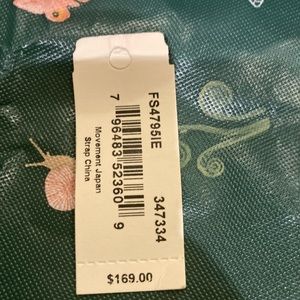 FS4795IE
347334
7 96483 52360 9
Movement Japan
Strap China
$169.00